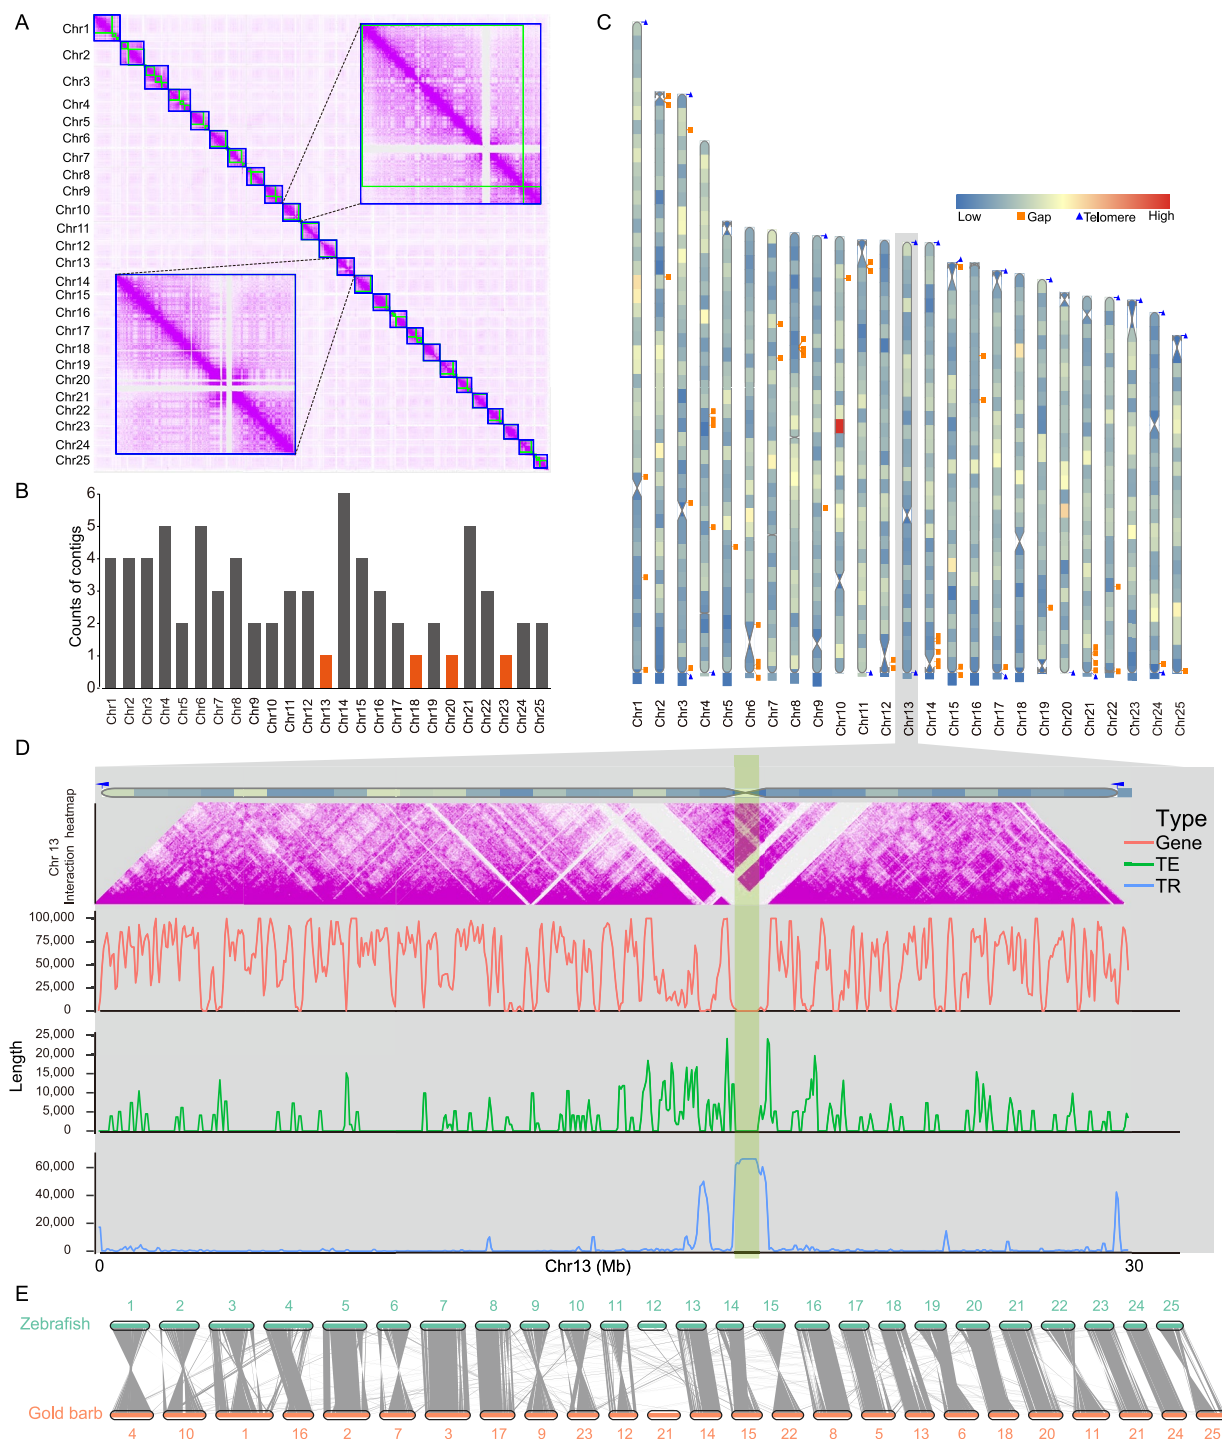 A
Chr1
Chr2
Chr3
Chr4
Chr5
Chr6
Chr7
Chr8
Chr9
Chr10
Chr11
Chr12
Chr13
Chr14
Chr15
Chr16
Chr17
Chr18
Chr19
Chr20
Chr21
Chr22
Chr23
Chr24
Chr25
B
Counts of contigs
6
5
4
3
2
1
0
Chr1 Chr2 Chr3 Chr4 Chr5 Chr6 Chr7 Chr8 Chr9 Chr10 Chr11 Chr12 Chr13 Chr14 Chr15 Chr16 Chr17 Chr18 Chr19 Chr20 Chr21 Chr22 Chr23 Chr24 Chr25
C
Low Gap Telomere High
Chr1 Chr2 Chr3 Chr4 Chr5 Chr6 Chr7 Chr8 Chr9 Chr10 Chr11 Chr12 Chr13 Chr14 Chr15 Chr16 Chr17 Chr18 Chr19 Chr20 Chr21 Chr22 Chr23 Chr24 Chr25
D
Chr 13
Interaction heatmap
Type
Gene
TE
TR
Length
100,000
75,000
50,000
25,000
0
25,000
20,000
15,000
10,000
5,000
0
60,000
40,000
20,000
0
0 Chr13 (Mb) 30
E
1 2 3 4 5 6 7 8 9 10 11 12 13 14 15 16 17 18 19 20 21 22 23 24 25
Zebrafish
Gold barb
4 10 1 16 2 7 3 17 9 23 12 21 14 15 22 8 5 13 6 18 20 11 21 24 25